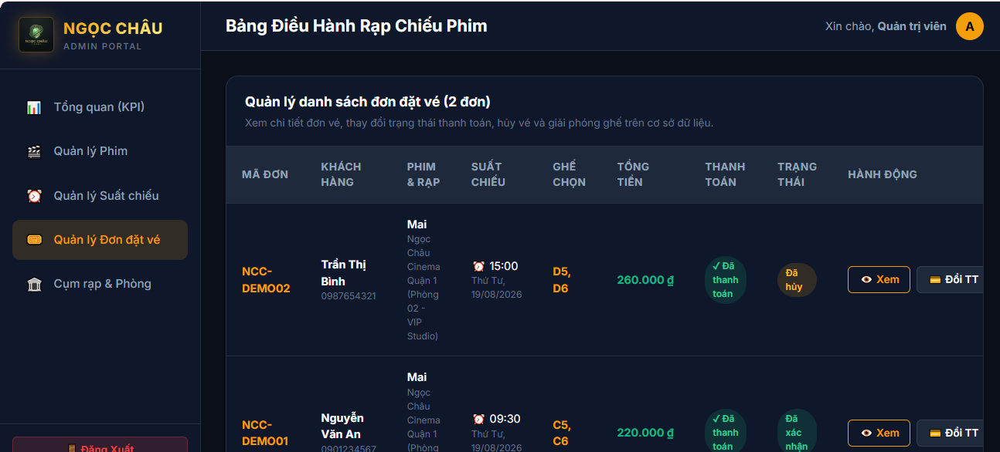 NGỌC CHÂU
ADMIN PORTAL
Bảng Điều Hành Rạp Chiếu Phim
Xin chào, Quản trị viên
A
Tổng quan (KPI)
Quản lý Phim
Quản lý Suất chiếu
Quản lý Đơn đặt vé
Cụm rạp & Phòng
Đăng Xuất
Quản lý danh sách đơn đặt vé (2 đơn)
Xem chi tiết đơn vé, thay đổi trạng thái thanh toán, hủy vé và giải phóng ghế trên cơ sở dữ liệu.
MÃ ĐƠN
KHÁCH
HÀNG
PHIM
& RẠP
SUẤT
CHIẾU
GHẾ
CHỌN
TỔNG
TIỀN
THANH
TOÁN
TRẠNG
THÁI
HÀNH ĐỘNG
NCC-
DEMO02
Trần Thị
Bình
0987654321
Mai
Ngọc
Châu
Cinema
Quận 1
(Phòng
02 -
VIP
Studio)
15:00
Thứ Tư,
19/08/2026
D5,
D6
260.000 ₫
✓ Đã
thanh
toán
Đã
hủy
Xem
Đổi TT
NCC-
DEMO01
Nguyễn
Văn An
0901234567
Mai
Ngọc
Châu
Cinema
Quận 1
(Phòng
09:30
Thứ Tư,
19/08/2026
C5,
C6
220.000 ₫
✓ Đã
thanh
toán
Đã
xác
nhận
Xem
Đổi TT